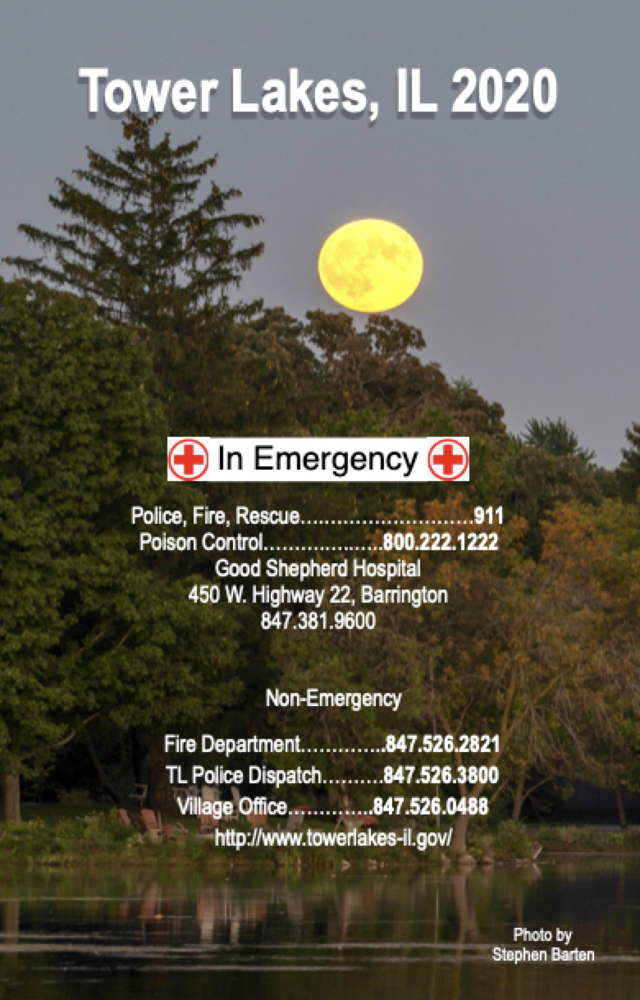 Tower Lakes, IL 2020
In Emergency
Police, Fire, Rescue............................911
Poison Control...................800.222.1222
Good Shepherd Hospital
450 W. Highway 22, Barrington
847.381.9600
Non-Emergency
Fire Department..............847.526.2821
TL Police Dispatch..........847.526.3800
Village Office..............847.526.0488
http://www.towerlakes-il.gov/
Photo by
Stephen Barten